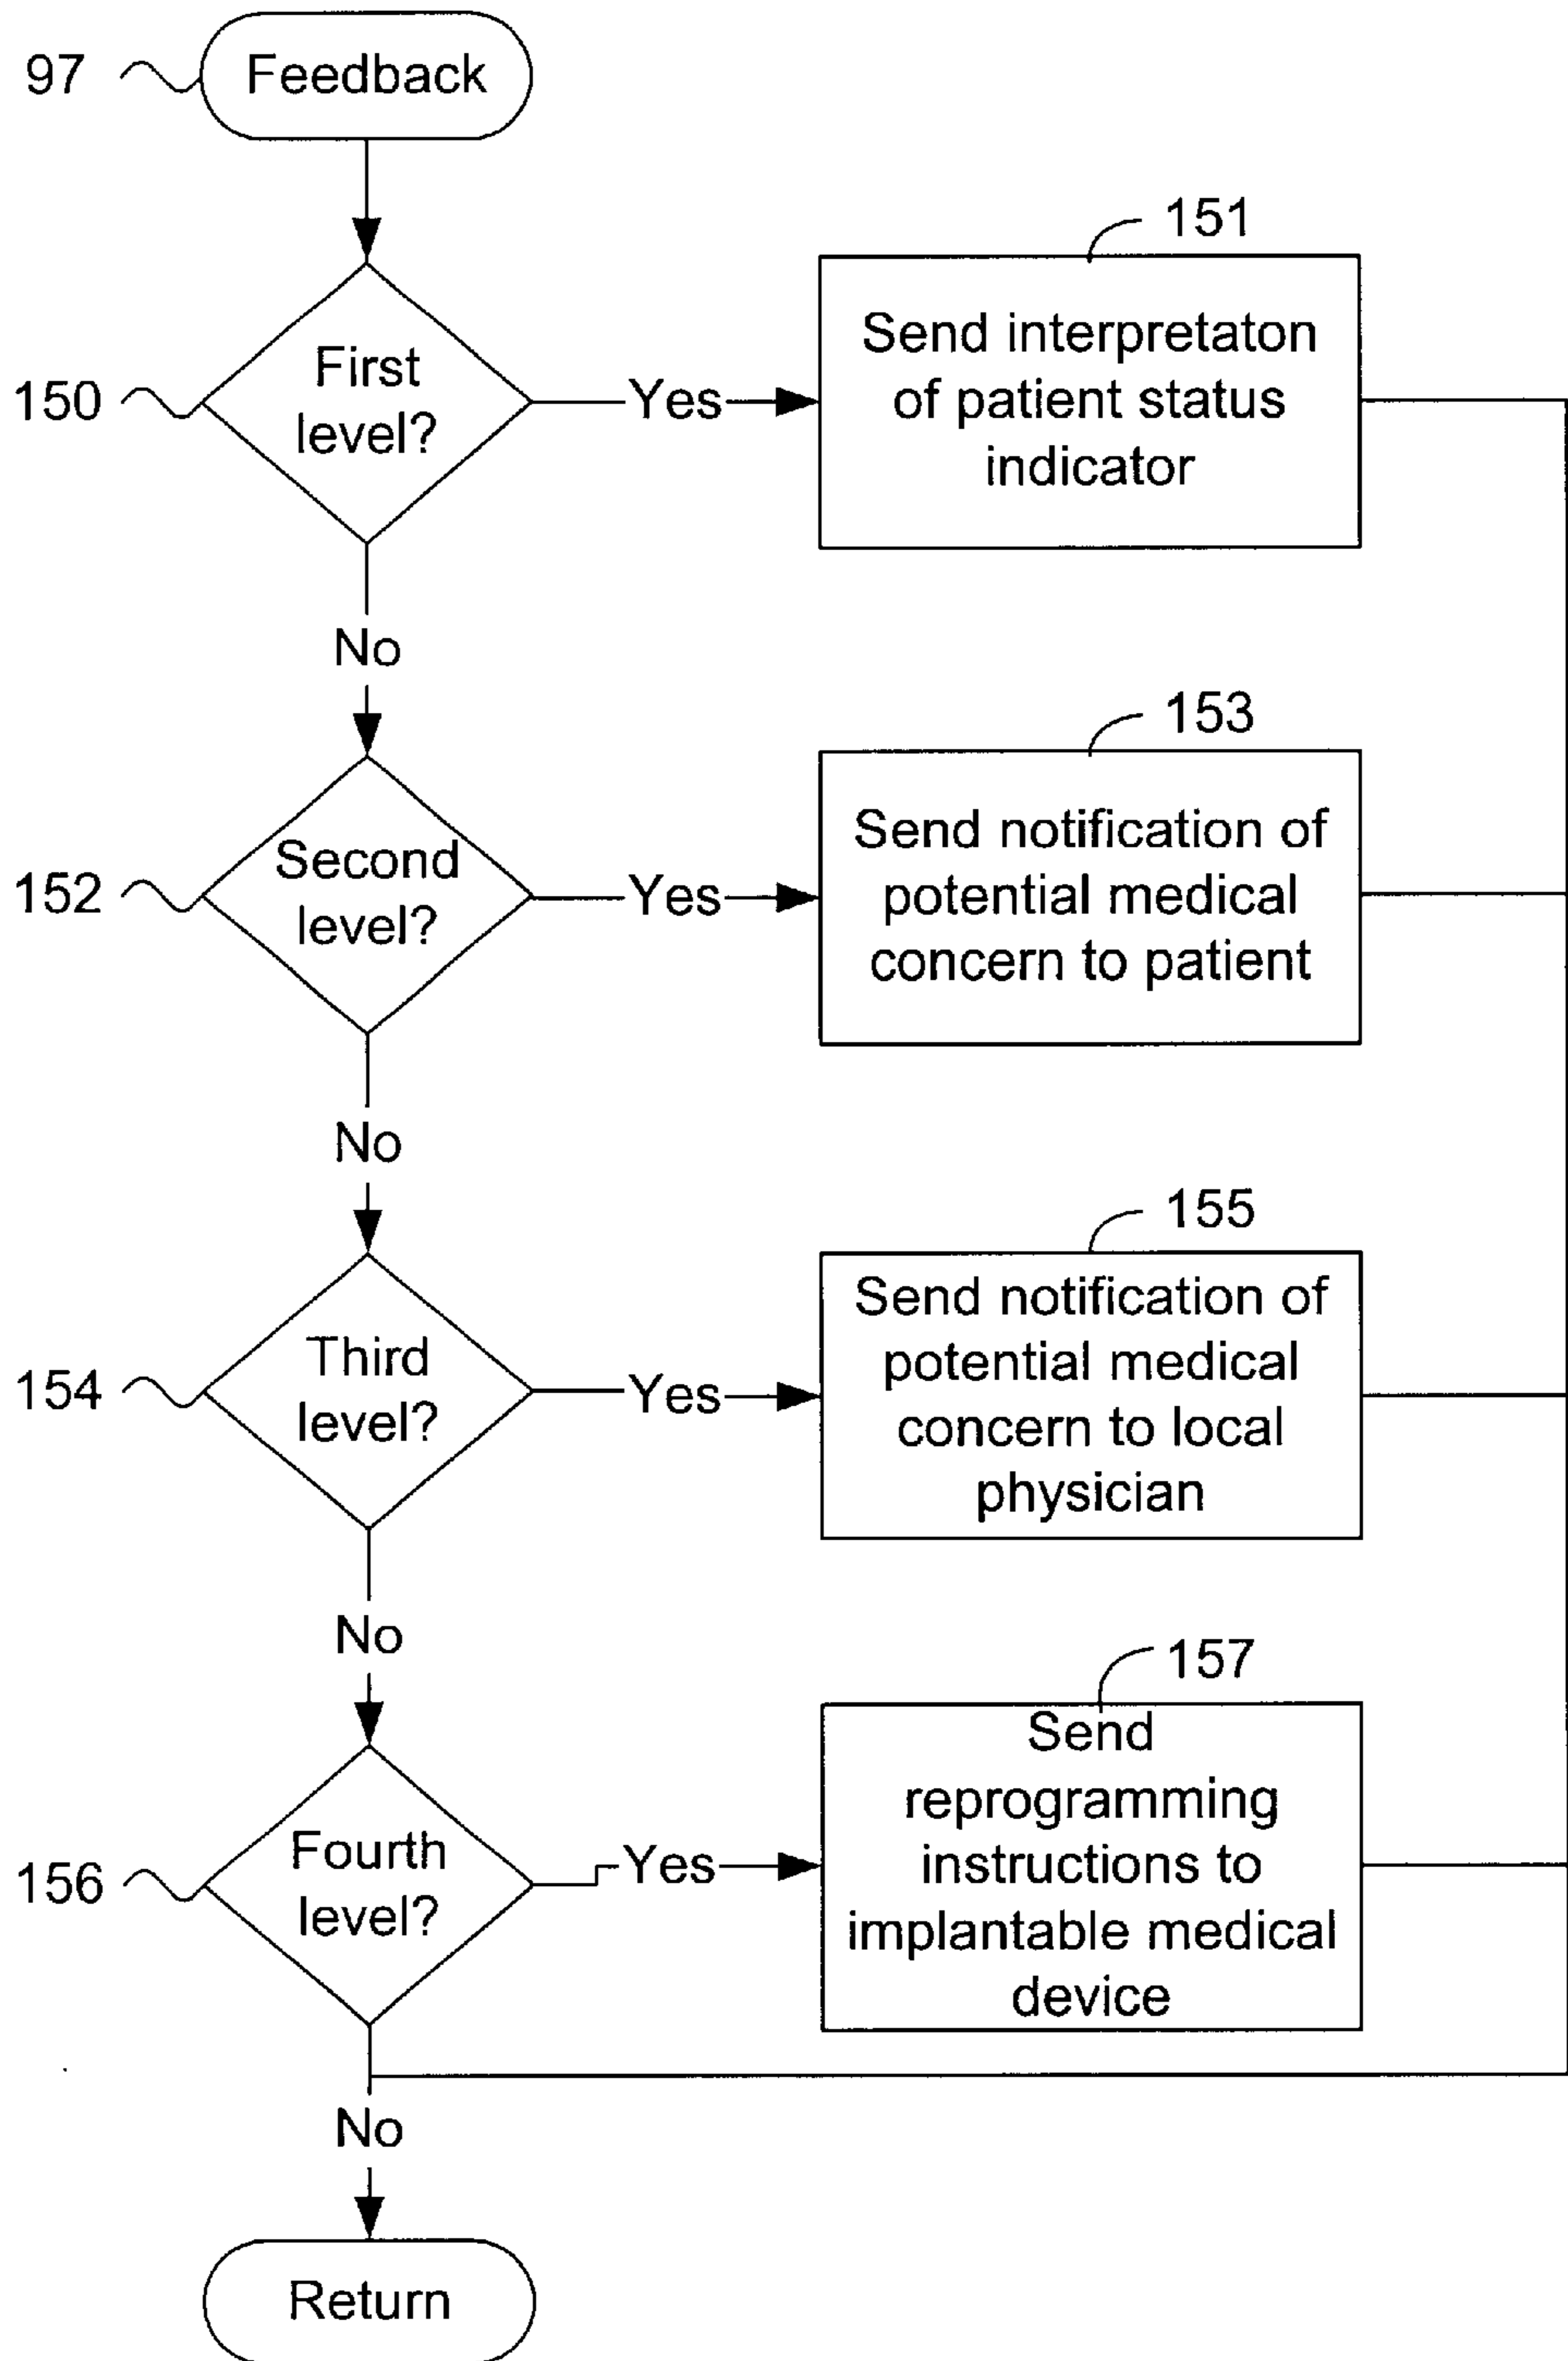 97
Feedback
151
150
First
level?
Yes
Send interpretaton
of patient status
indicator
No
153
152
Second
level?
Yes
Send notification of
potential medical
concern to patient
No
155
154
Third
level?
Yes
Send notification of
potential medical
concern to local
physician
No
157
156
Fourth
level?
Yes
Send
reprogramming
instructions to
implantable medical
device
No
Return